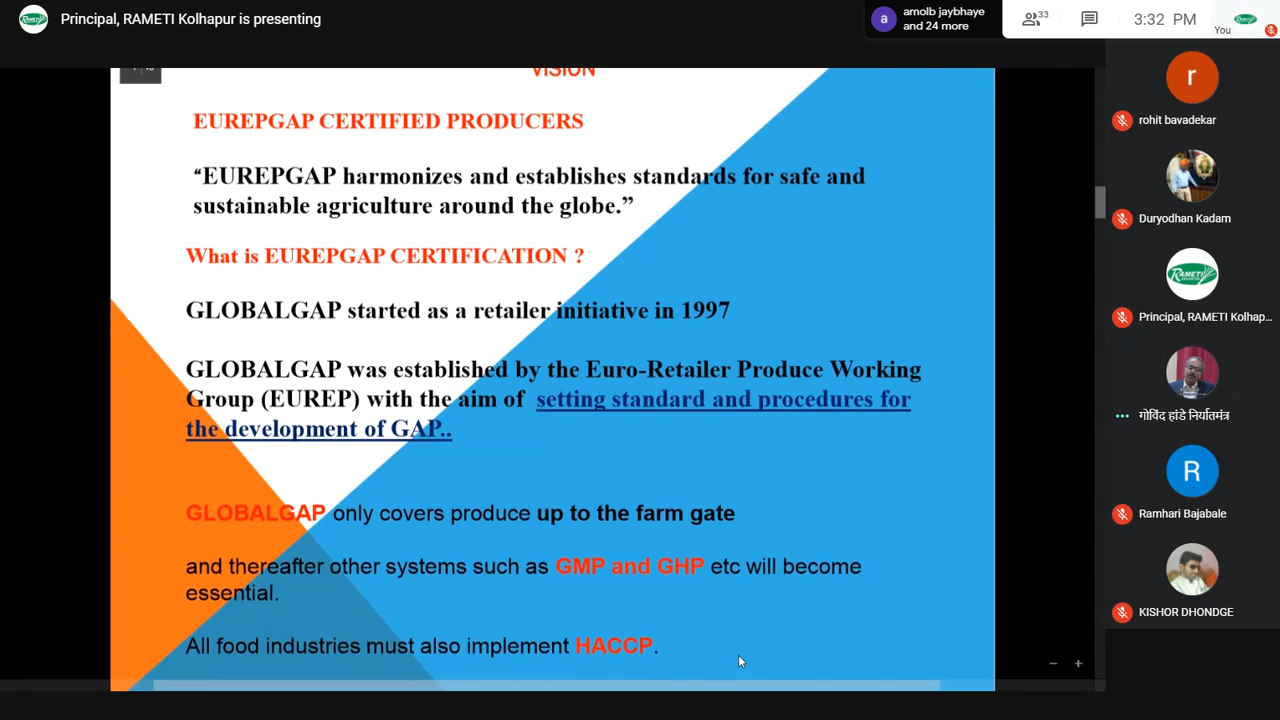 Principal, RAMETI Kolhapur is presenting
a
amolb jaybhaye
and 24 more
33
3:32 PM
You
VISION
EUREPGAP CERTIFIED PRODUCERS
“EUREPGAP harmonizes and establishes standards for safe and
sustainable agriculture around the globe.”
What is EUREPGAP CERTIFICATION ?
GLOBALGAP started as a retailer initiative in 1997
GLOBALGAP was established by the Euro-Retailer Produce Working
Group (EUREP) with the aim of setting standard and procedures for
the development of GAP..
GLOBALGAP only covers produce up to the farm gate
and thereafter other systems such as GMP and GHP etc will become
essential.
All food industries must also implement HACCP.
r
rohit bavadekar
Duryodhan Kadam
RAMETI
Principal, RAMETI Kolhap...
गोविंद हांडे निर्यातमंत्र
R
Ramhari Bajabale
KISHOR DHONDGE